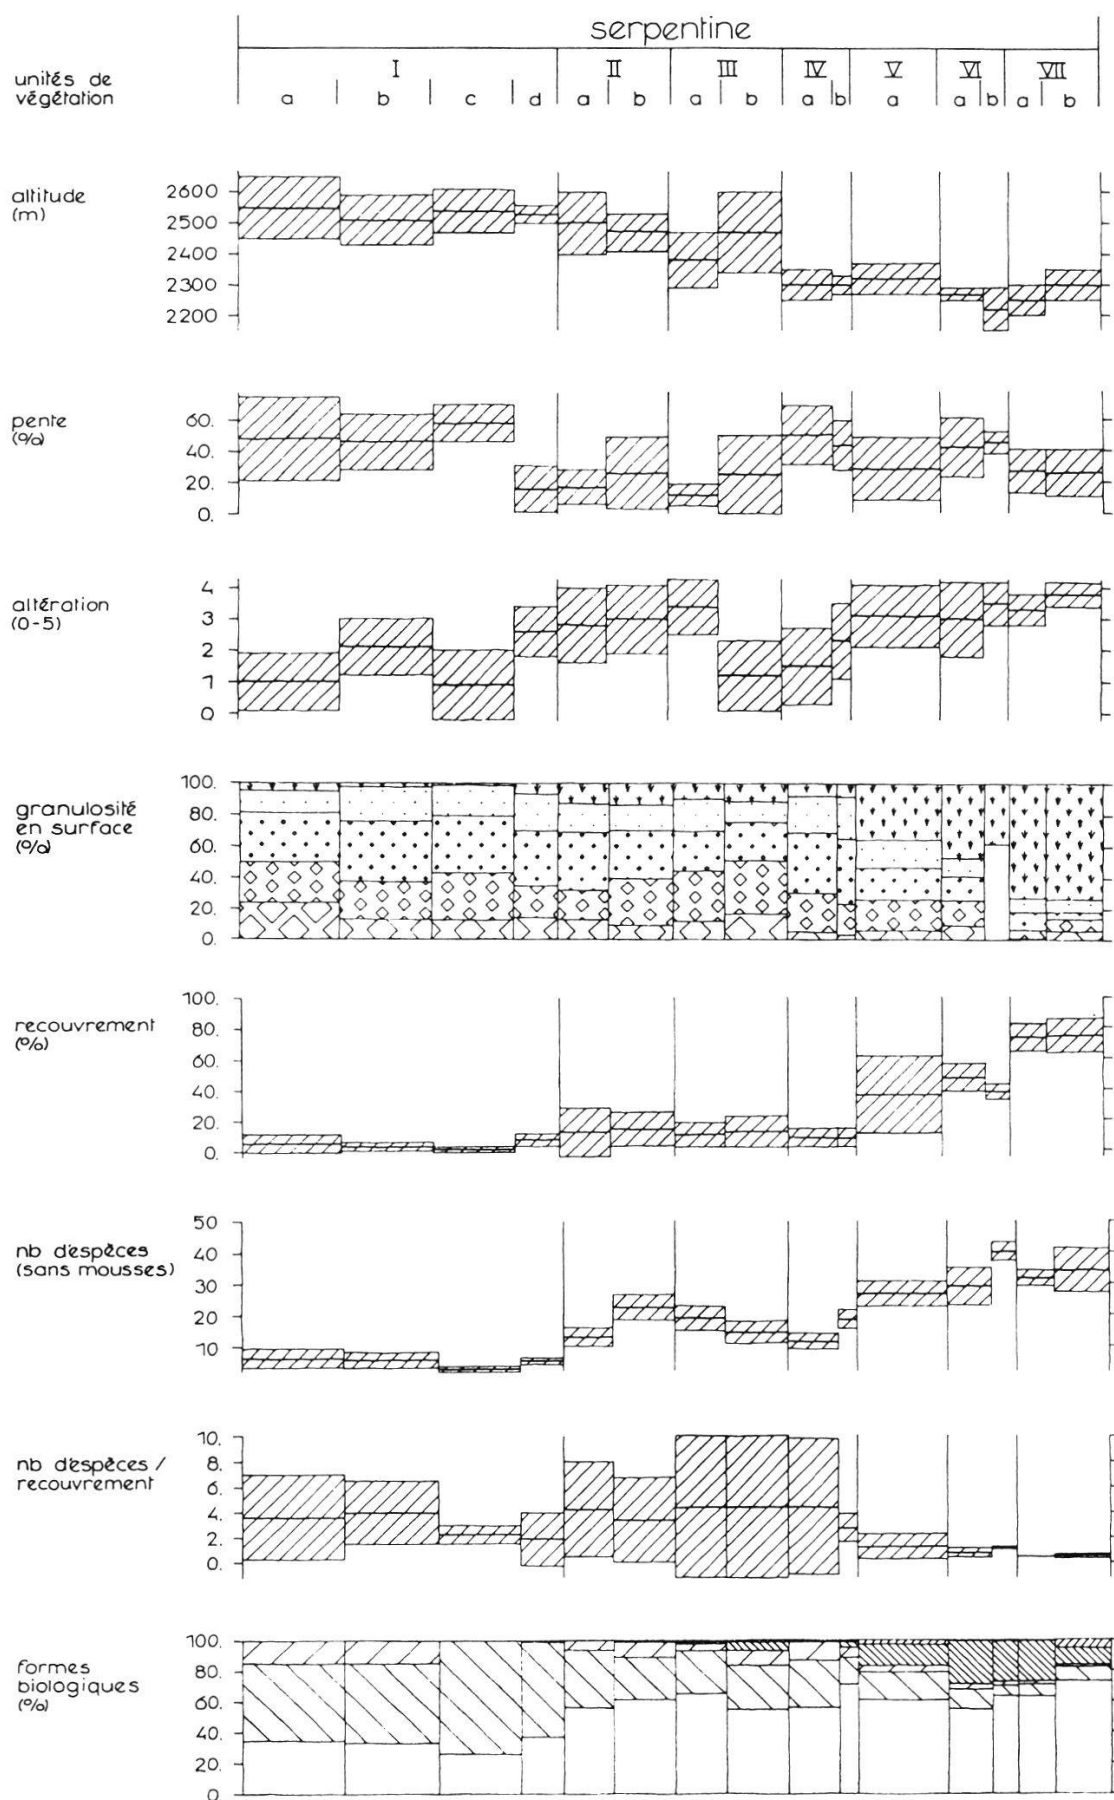 serpentine
unités de
végétation
I II III IV V VI VII
a b c d a b a b a b a a b a b
altitude
(m)
2600
2500
2400
2300
2200
pente
(%)
60.
40.
20.
0.
altération
(0-5)
4
3
2
1
0
granulosité
en surface
(%)
100.
80.
60.
40.
20.
0.
recouvrement
(%)
100.
80.
60.
40.
20.
0.
nb d'espèces
(sans mousses)
50
40
30
20
10
nb d'espèces /
recouvrement
10.
8.
6.
4.
2.
0.
formes
biologiques
(%)
100.
80.
60.
40.
20.
0